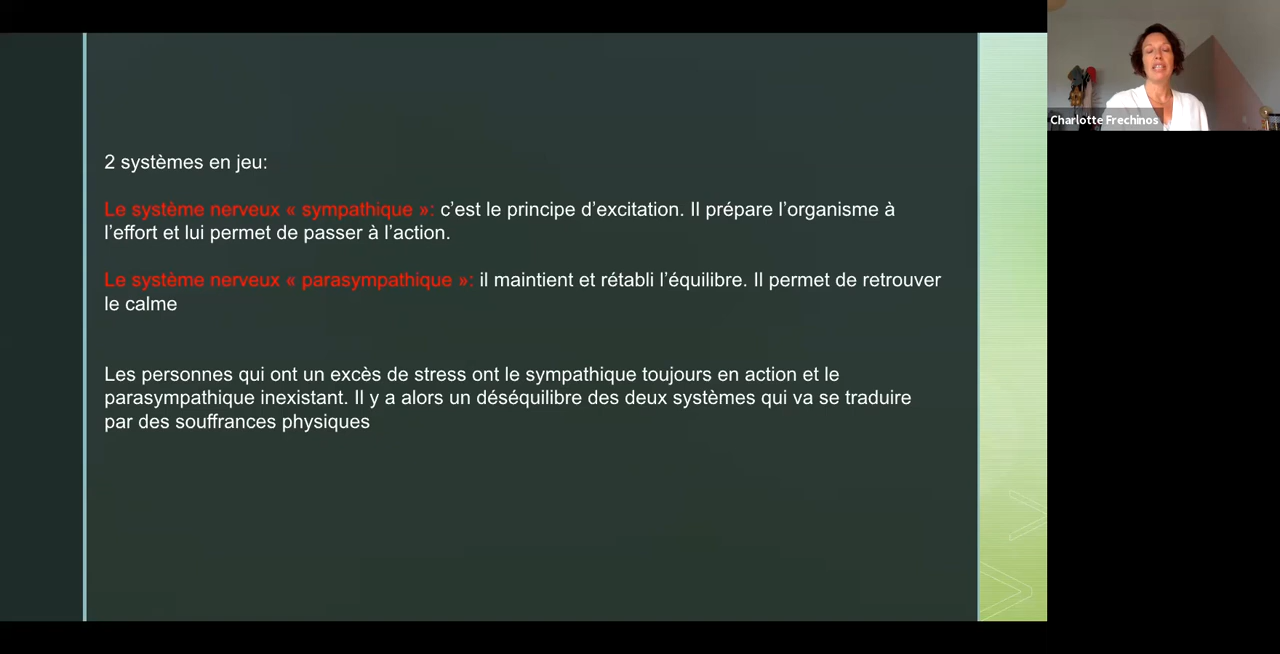 2 systèmes en jeu:
Le système nerveux « sympathique »: c’est le principe d’excitation. Il prépare l’organisme à
l’effort et lui permet de passer à l’action.
Le système nerveux « parasympathique »: il maintient et rétabli l’équilibre. Il permet de retrouver
le calme
Les personnes qui ont un excès de stress ont le sympathique toujours en action et le
parasympathique inexistant. Il y a alors un déséquilibre des deux systèmes qui va se traduire
par des souffrances physiques
Charlotte Frechinos